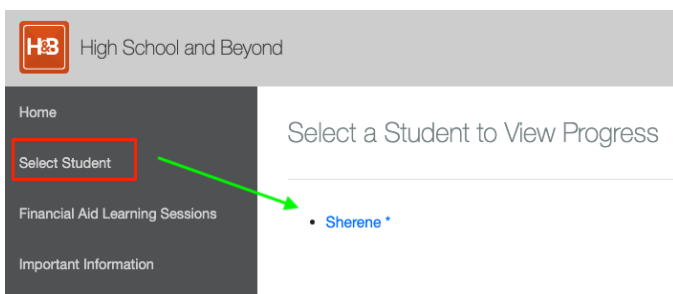 H&B High School and Beyond
Home
Select Student
Financial Aid Learning Sessions
Important Information
Select a Student to View Progress
• Sherene *